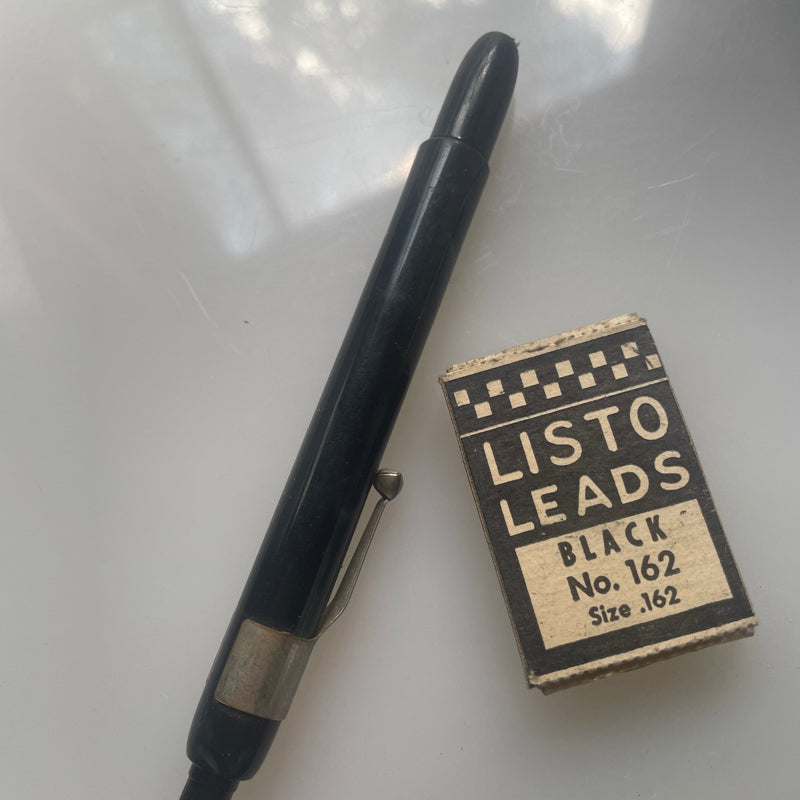 LISTO
LEADS
BLACK
No. 162
Size .162